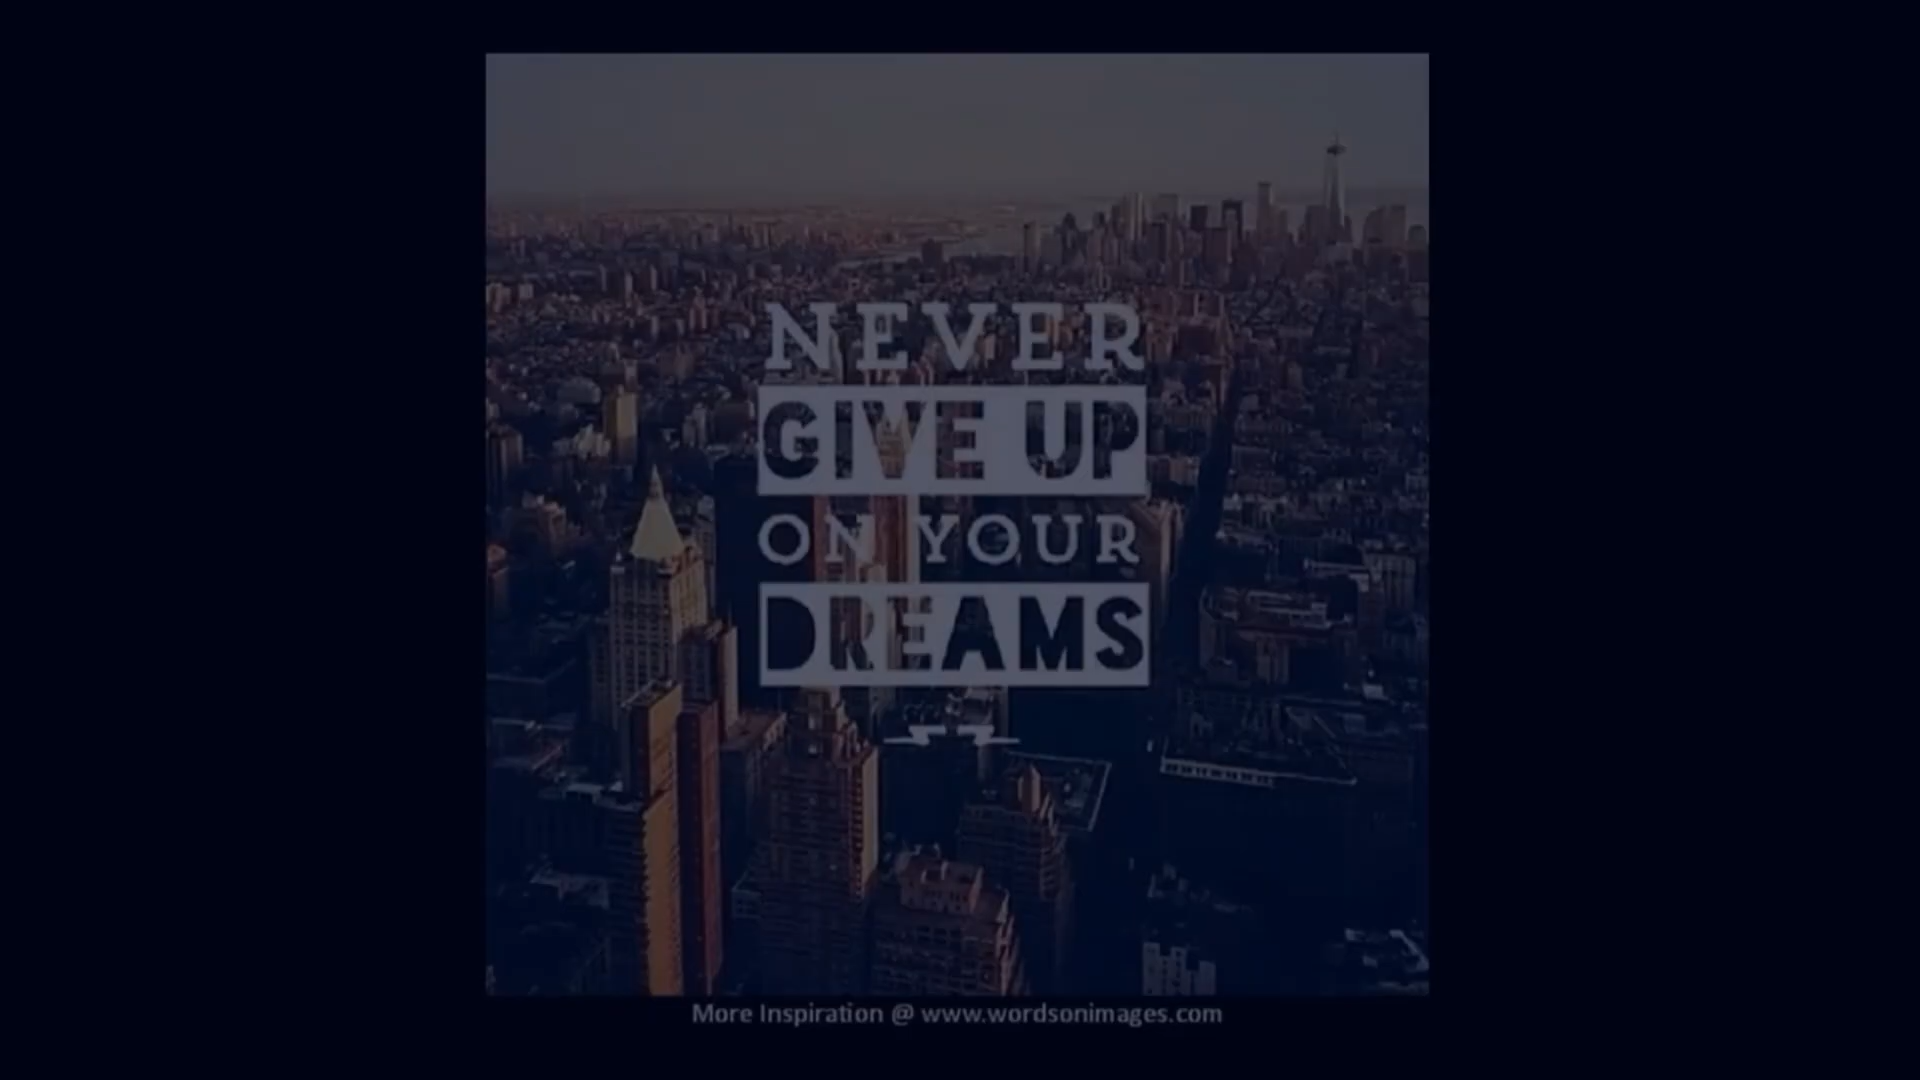 NEVER
GIVE UP
ON YOUR
DREAMS
More Inspiration @ www.wordsonimages.com